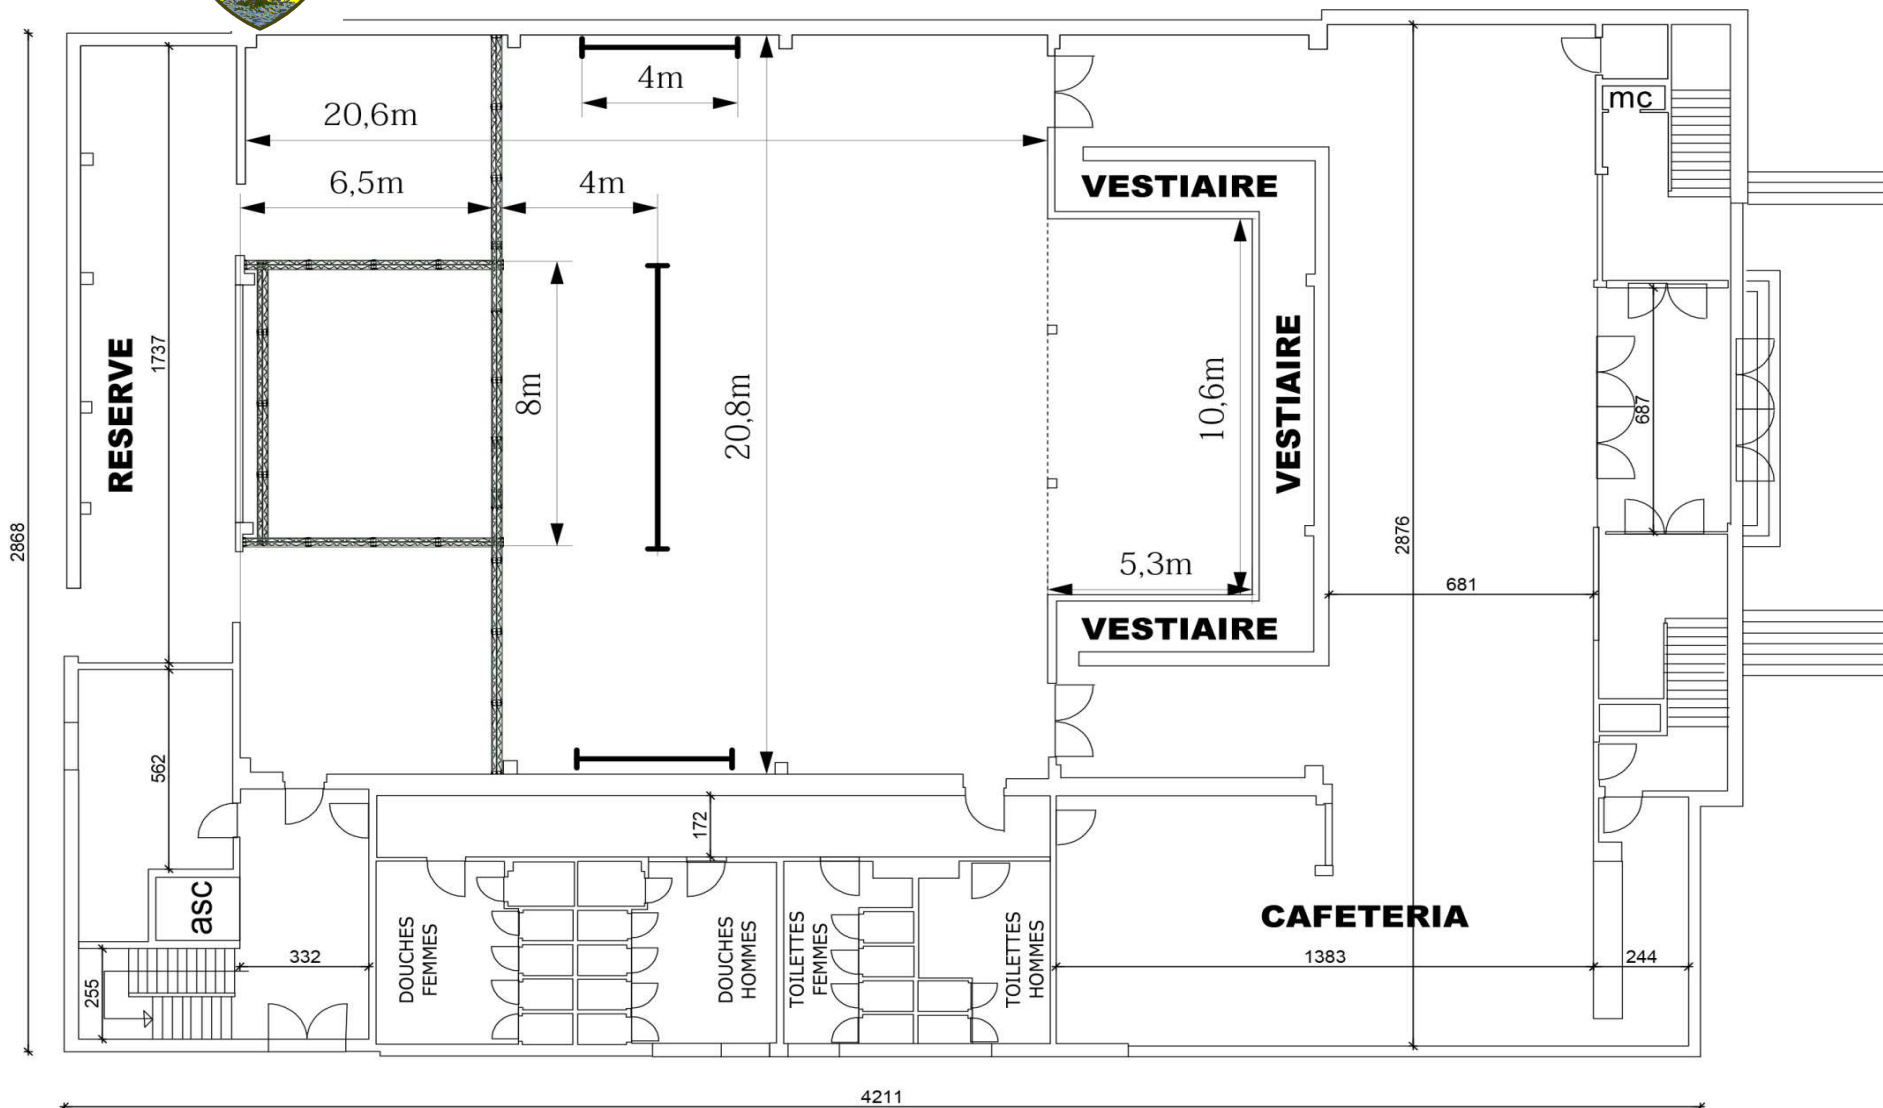 4m
20,6m
mc
6,5m
4m
VESTIAIRE
RESERVE
1737
VESTIAIRE
8m
20,8m
10,6m
687
2868
2876
5,3m
681
VESTIAIRE
562
172
asc
CAFETERIA
DOUCHES
FEMMES
DOUCHES
HOMMES
TOILETTES
FEMMES
TOILETTES
HOMMES
332
1383
244
255
4211